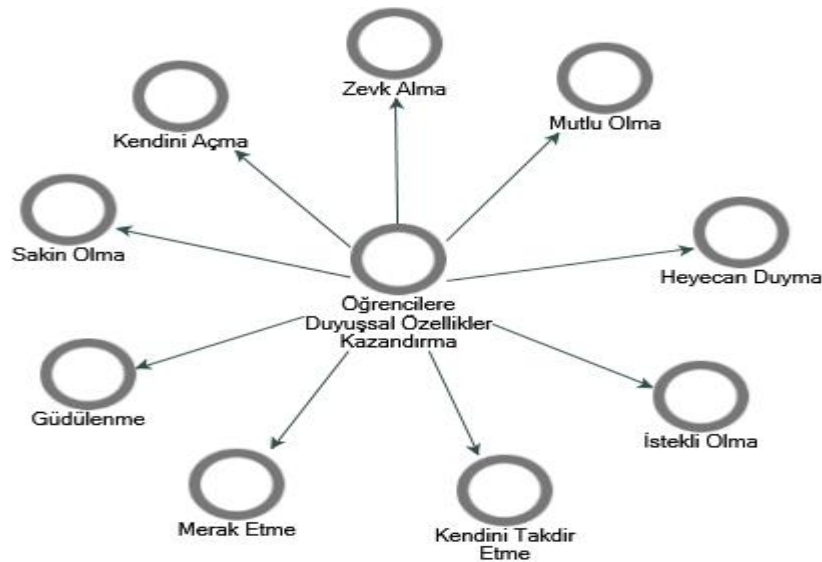 Zevk Alma
Mutlu Olma
Kendini Açma
Sakin Olma
Heyecan Duyma
Öğrencilere
Duyuşsal Özellikler
Kazandırma
Güdülenme
İstekli Olma
Merak Etme
Kendini Takdir
Etme